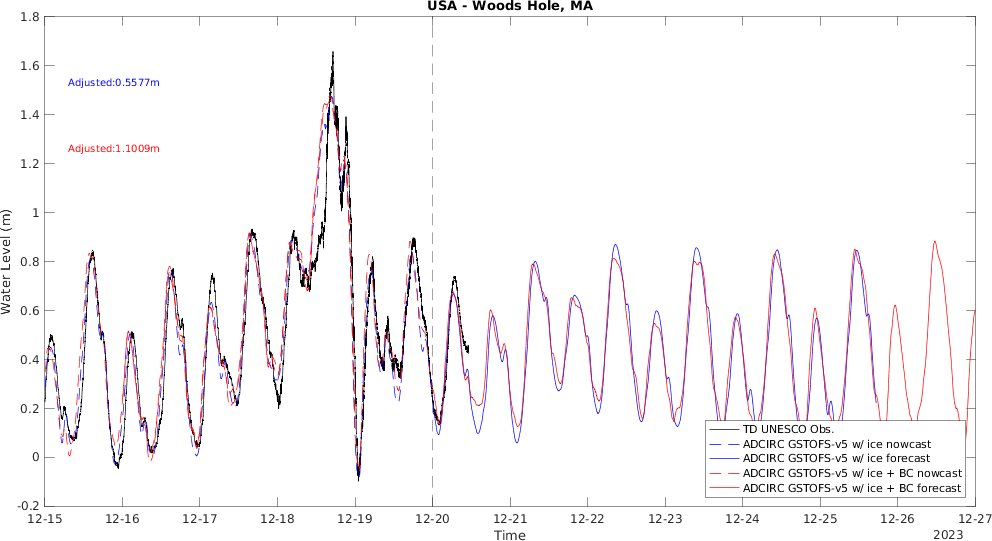 USA - Woods Hole, MA
1.8
1.6
1.4
1.2
1
0.8
0.6
0.4
0.2
0
-0.2
Water Level (m)
Adjusted:0.5577m
Adjusted:1.1009m
TD UNESCO Obs.
ADCIRC GSTOFS-v5 w/ ice nowcast
ADCIRC GSTOFS-v5 w/ ice forecast
ADCIRC GSTOFS-v5 w/ ice + BC nowcast
ADCIRC GSTOFS-v5 w/ ice + BC forecast
12-15 12-16 12-17 12-18 12-19 12-20 12-21 12-22 12-23 12-24 12-25 12-26 12-27
Time
2023